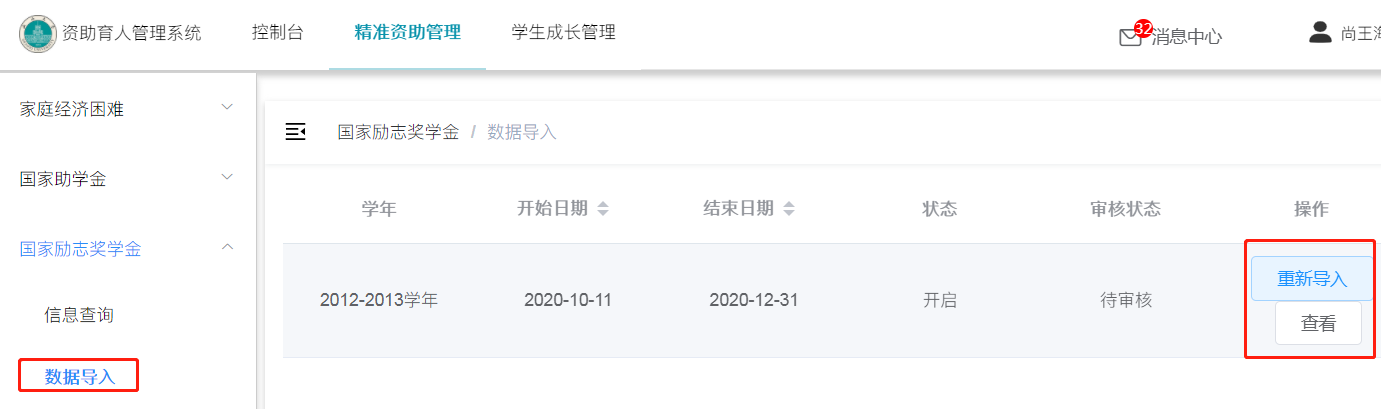 资助育人管理系统 控制台 精准资助管理 学生成长管理 32 消息中心 尚王海
家庭经济困难
国家助学金
国家励志奖学金
信息查询
数据导入
国家励志奖学金 / 数据导入
学年 开始日期 结束日期 状态 审核状态 操作
2012-2013学年 2020-10-11 2020-12-31 开启 待审核 重新导入
查看